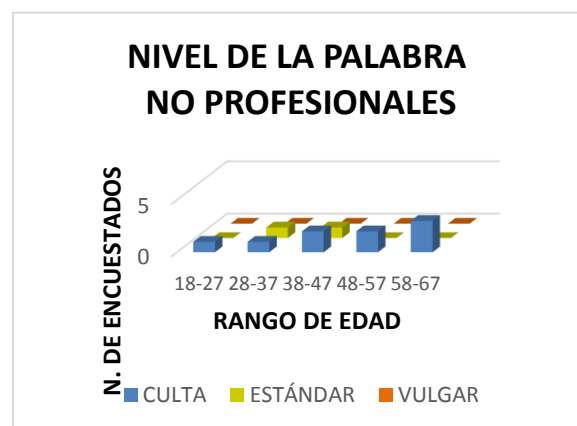 NIVEL DE LA PALABRA
NO PROFESIONALES
N. DE ENCUESTADOS
5
0
18-27 28-37 38-47 48-57 58-67
RANGO DE EDAD
CULTA ESTÁNDAR VULGAR